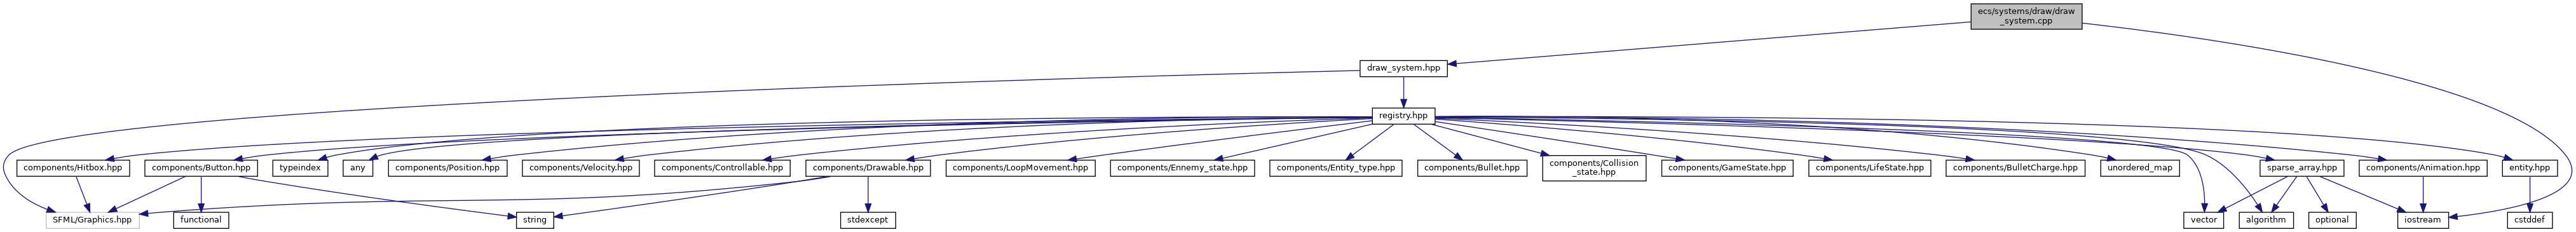 ecs/systems/draw/draw
_system.cpp
draw_system.hpp
registry.hpp
components/Hitbox.hpp
components/Button.hpp
typeindex
any
components/Position.hpp
components/Velocity.hpp
components/Controllable.hpp
components/Drawable.hpp
components/LoopMovement.hpp
components/Ennemy_state.hpp
components/Entity_type.hpp
components/Bullet.hpp
components/Collision
_state.hpp
components/GameState.hpp
components/LifeState.hpp
components/BulletCharge.hpp
unordered_map
sparse_array.hpp
components/Animation.hpp
entity.hpp
SFML/Graphics.hpp
functional
string
stdexcept
vector
algorithm
optional
iostream
cstddef